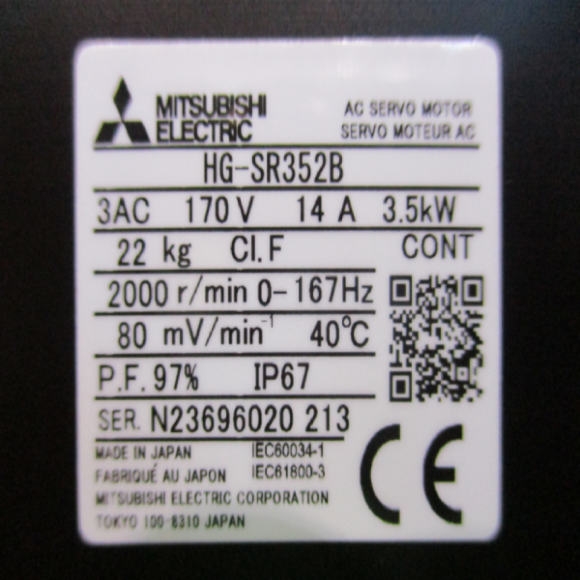 MITSUBISHI
ELECTRIC
AC SERVO MOTOR
SERVO MOTEUR AC
HG-SR352B
3AC 170V 14 A 3.5kW
22 kg Cl.F CONT
2000 r/min 0-167Hz
80 mV/min⁻¹ 40℃
P.F. 97% IP67
SER. N23696020 213
MADE IN JAPAN IEC60034-1
FABRIQUÉ AU JAPON IEC61800-3
MITSUBISHI ELECTRIC CORPORATION
TOKYO 100-8310 JAPAN
CE